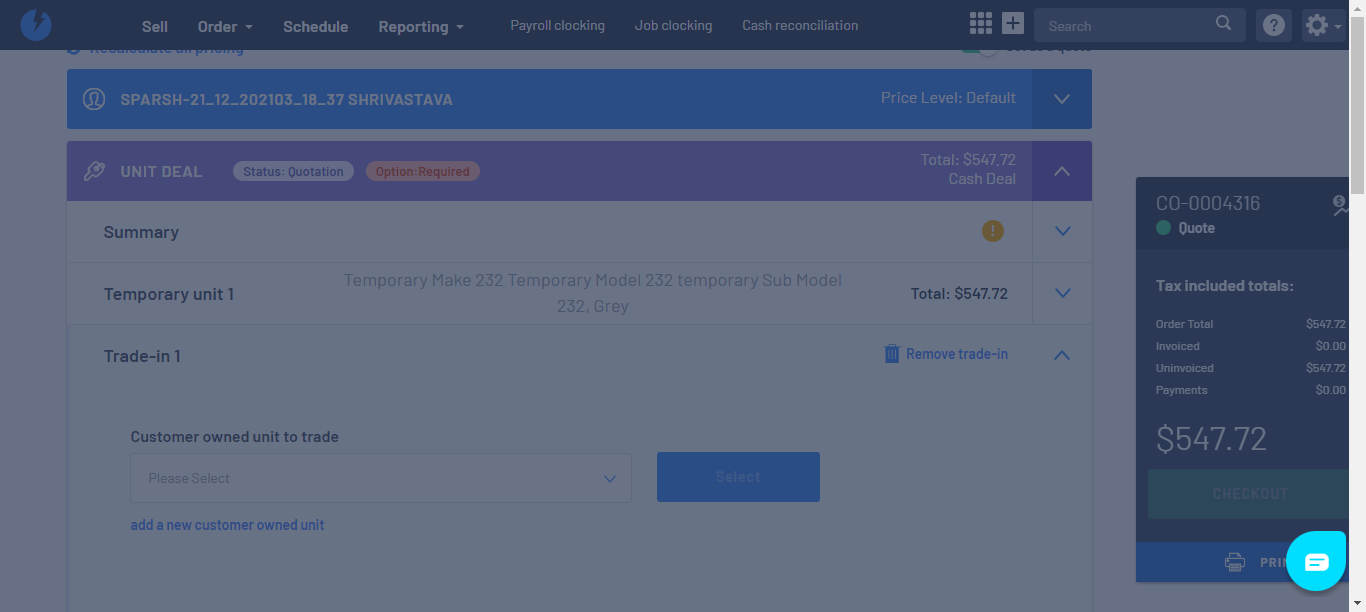 Sell Order Schedule Reporting Payroll clocking Job clocking Cash reconciliation Search
Recalculate all pricing
SPARSH-21_12_202103_18_37 SHRIVASTAVA Price Level: Default
UNIT DEAL Status: Quotation Option:Required Total: $547.72
Cash Deal
Summary
Temporary unit 1 Temporary Make 232 Temporary Model 232 temporary Sub Model
232, Grey Total: $547.72
Trade-in 1 Remove trade-in
Customer owned unit to trade
Please Select Select
add a new customer owned unit
CO-0004316
Quote
Tax included totals:
Order Total $547.72
Invoiced $0.00
Uninvoiced $547.72
Payments $0.00
$547.72
CHECKOUT